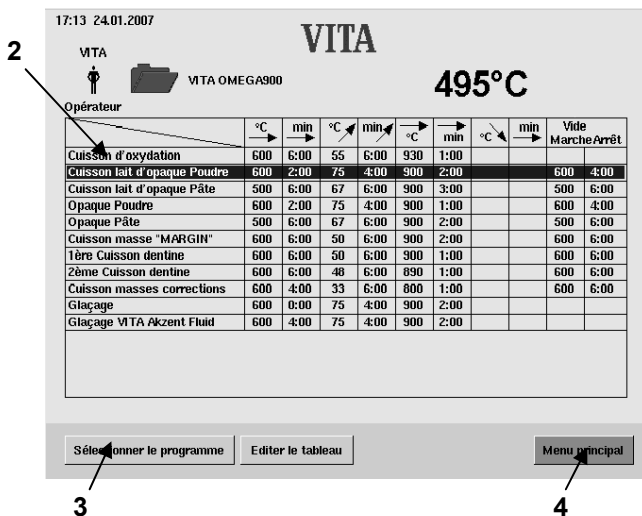 17:13 24.01.2007
VITA
2
VITA
VITA OMEGA900
495°C
Opérateur
°C min °C min °C min °C min Vide
Marche Arrêt
Cuisson d'oxydation 600 6:00 55 6:00 930 1:00
Cuisson lait d'opaque Poudre 600 2:00 75 4:00 900 2:00 600 4:00
Cuisson lait d'opaque Pâte 500 6:00 67 6:00 900 3:00 500 6:00
Opaque Poudre 600 2:00 75 4:00 900 1:00 600 4:00
Opaque Pâte 500 6:00 67 6:00 900 2:00 500 6:00
Cuisson masse "MARGIN" 600 6:00 50 6:00 900 2:00 600 6:00
1ère Cuisson dentine 600 6:00 50 6:00 900 1:00 600 6:00
2ème Cuisson dentine 600 6:00 48 6:00 890 1:00 600 6:00
Cuisson masses corrections 600 4:00 33 6:00 800 1:00 600 6:00
Glaçage 600 0:00 75 4:00 900 2:00
Glaçage VITA Akzent Fluid 600 4:00 75 4:00 900 2:00
Sélectionner le programme Editer le tableau Menu principal
3 4